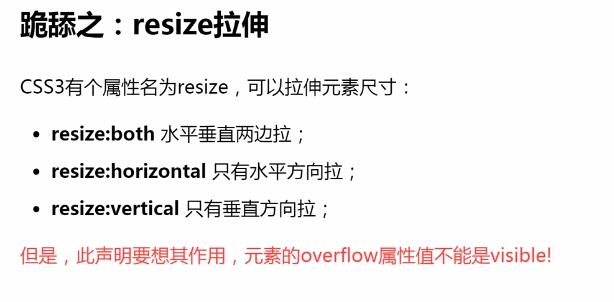 跪舔之：resize拉伸
CSS3有个属性名为resize，可以拉伸元素尺寸：
• resize:both 水平垂直两边拉；
• resize:horizontal 只有水平方向拉；
• resize:vertical 只有垂直方向拉；
但是，此声明要想其作用，元素的overflow属性值不能是visible!